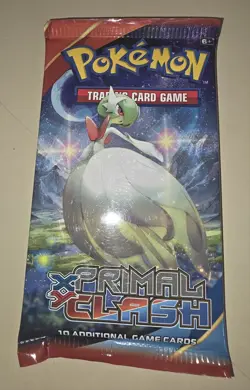 POKÉMON
TRADING CARD GAME
XY PRIMAL
CLASH
10 ADDITIONAL GAME CARDS